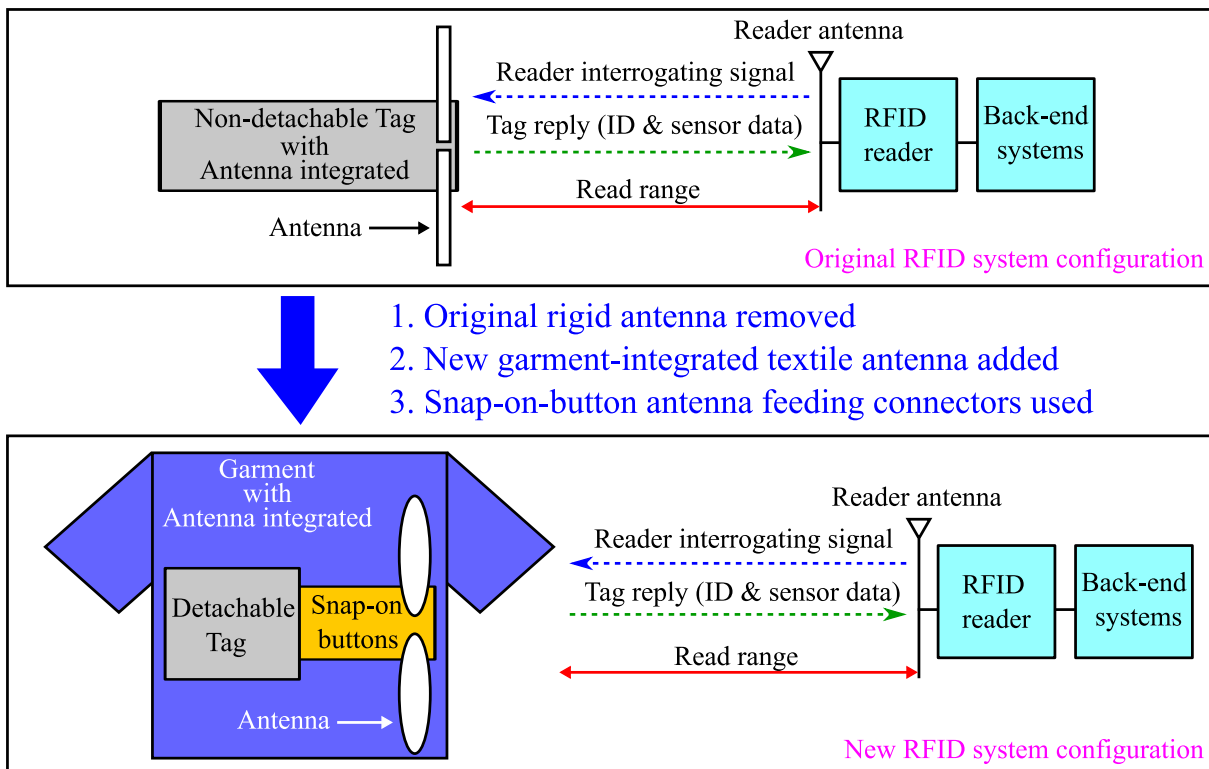 Reader antenna
Reader interrogating signal
Non-detachable Tag
with
Antenna integrated
Tag reply (ID & sensor data)
RFID
reader
Back-end
systems
Read range
Antenna
Original RFID system configuration
1. Original rigid antenna removed
2. New garment-integrated textile antenna added
3. Snap-on-button antenna feeding connectors used
Garment
with
Antenna integrated
Reader antenna
Reader interrogating signal
Tag reply (ID & sensor data)
Detachable
Tag
Snap-on
buttons
RFID
reader
Back-end
systems
Read range
Antenna
New RFID system configuration